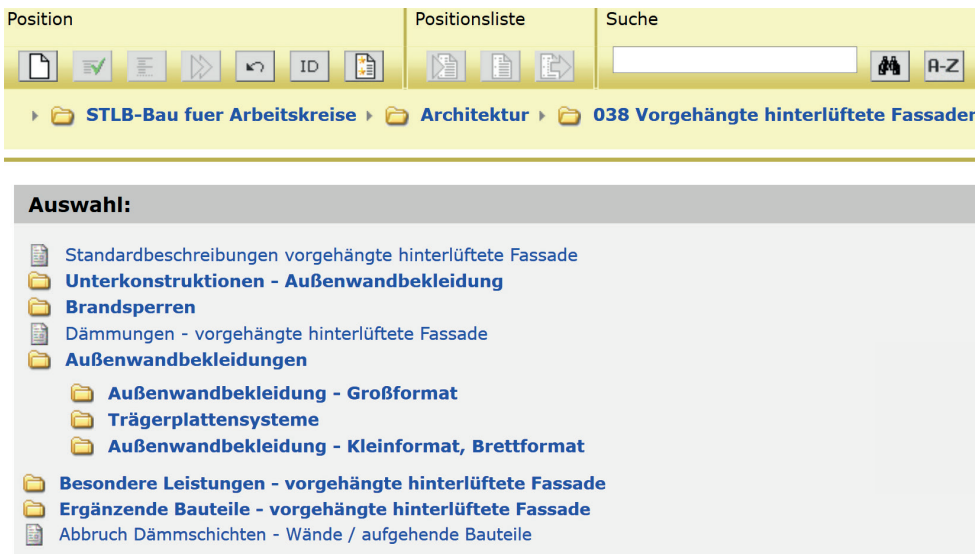 Position Positionsliste Suche
ID A-Z
STLB-Bau fuer Arbeitskreise Architektur 038 Vorgehängte hinterlüftete Fassaden
Auswahl:
Standardbeschreibungen vorgehängte hinterlüftete Fassade
Unterkonstruktionen - Außenwandbekleidung
Brandsperren
Dämmungen - vorgehängte hinterlüftete Fassade
Außenwandbekleidungen
Außenwandbekleidung - Großformat
Trägerplattensysteme
Außenwandbekleidung - Kleinformat, Brettformat
Besondere Leistungen - vorgehängte hinterlüftete Fassade
Ergänzende Bauteile - vorgehängte hinterlüftete Fassade
Abbruch Dämmschichten - Wände / aufgehende Bauteile